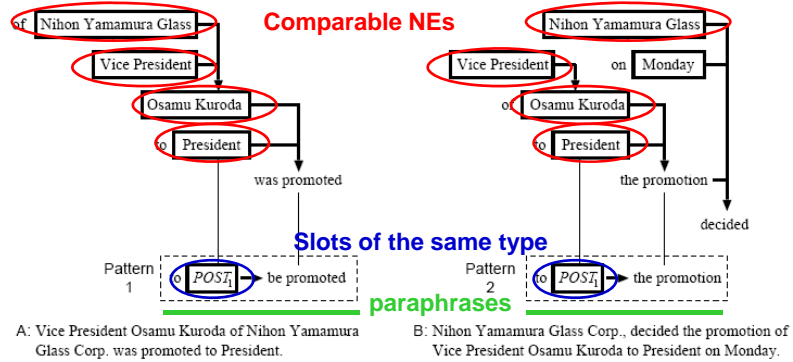 Comparable NEs
of Nihon Yamamura Glass
Vice President
Osamu Kuroda
to President
was promoted
Nihon Yamamura Glass
Vice President
on Monday
of Osamu Kuroda
to President
the promotion
decided
Slots of the same type
Pattern 1
to POST1 be promoted
Pattern 2
to POST1 the promotion
paraphrases
A: Vice President Osamu Kuroda of Nihon Yamamura
Glass Corp. was promoted to President.
B: Nihon Yamamura Glass Corp., decided the promotion of
Vice President Osamu Kuroda to President on Monday.